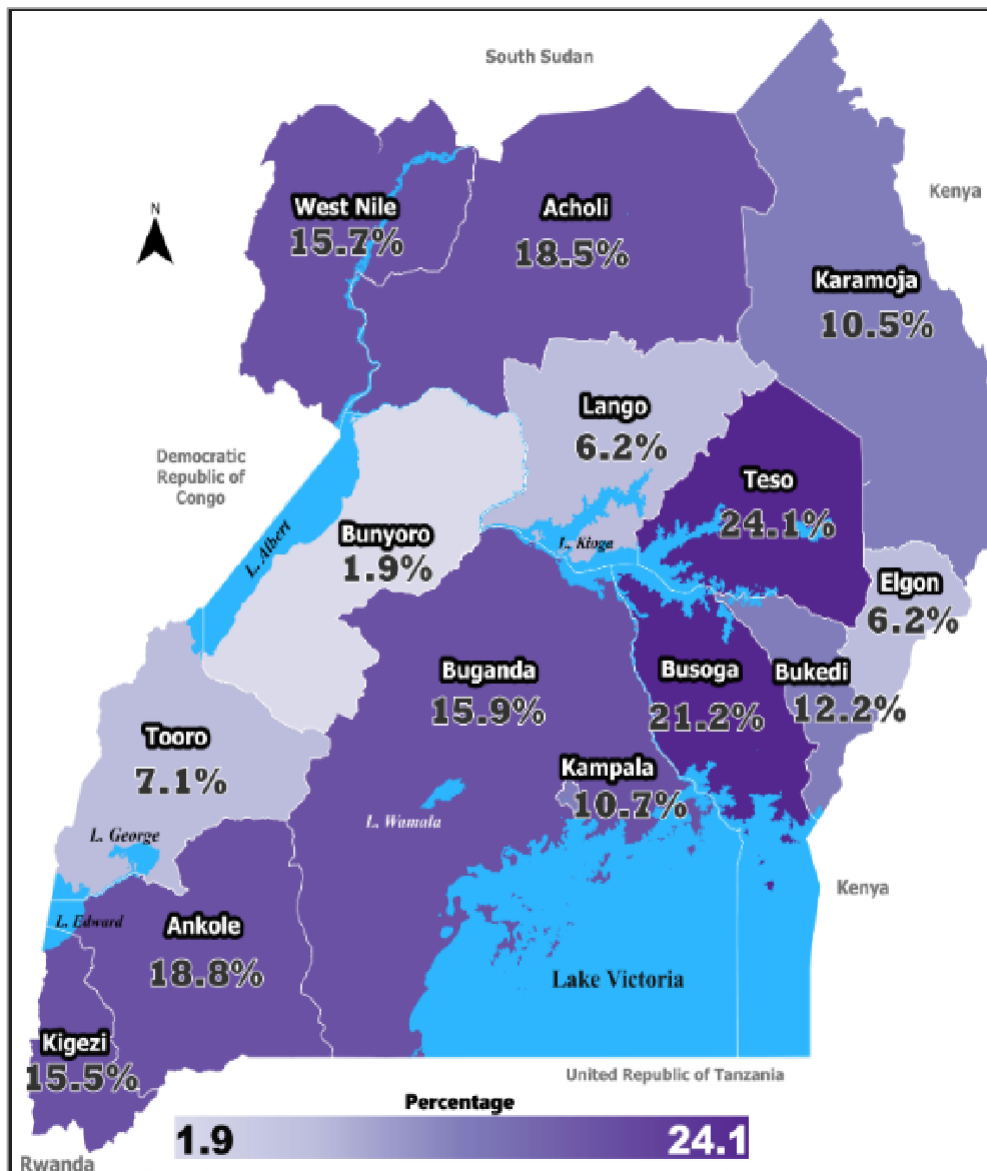 South Sudan
West Nile
15.7%
Acholi
18.5%
N
Kenya
Karamoja
10.5%
Lango
6.2%
Democratic
Republic of
Congo
Teso
24.1%
L. Albert
Bunyoro
1.9%
L. Kioga
Elgon
6.2%
Buganda
15.9%
Busoga
21.2%
Bukedi
12.2%
Tooro
7.1%
Kampala
10.7%
L. Wamala
L. George
Kenya
L. Edward
Ankole
18.8%
Lake Victoria
Kigezi
15.5%
United Republic of Tanzania
Percentage
1.9
24.1
Rwanda